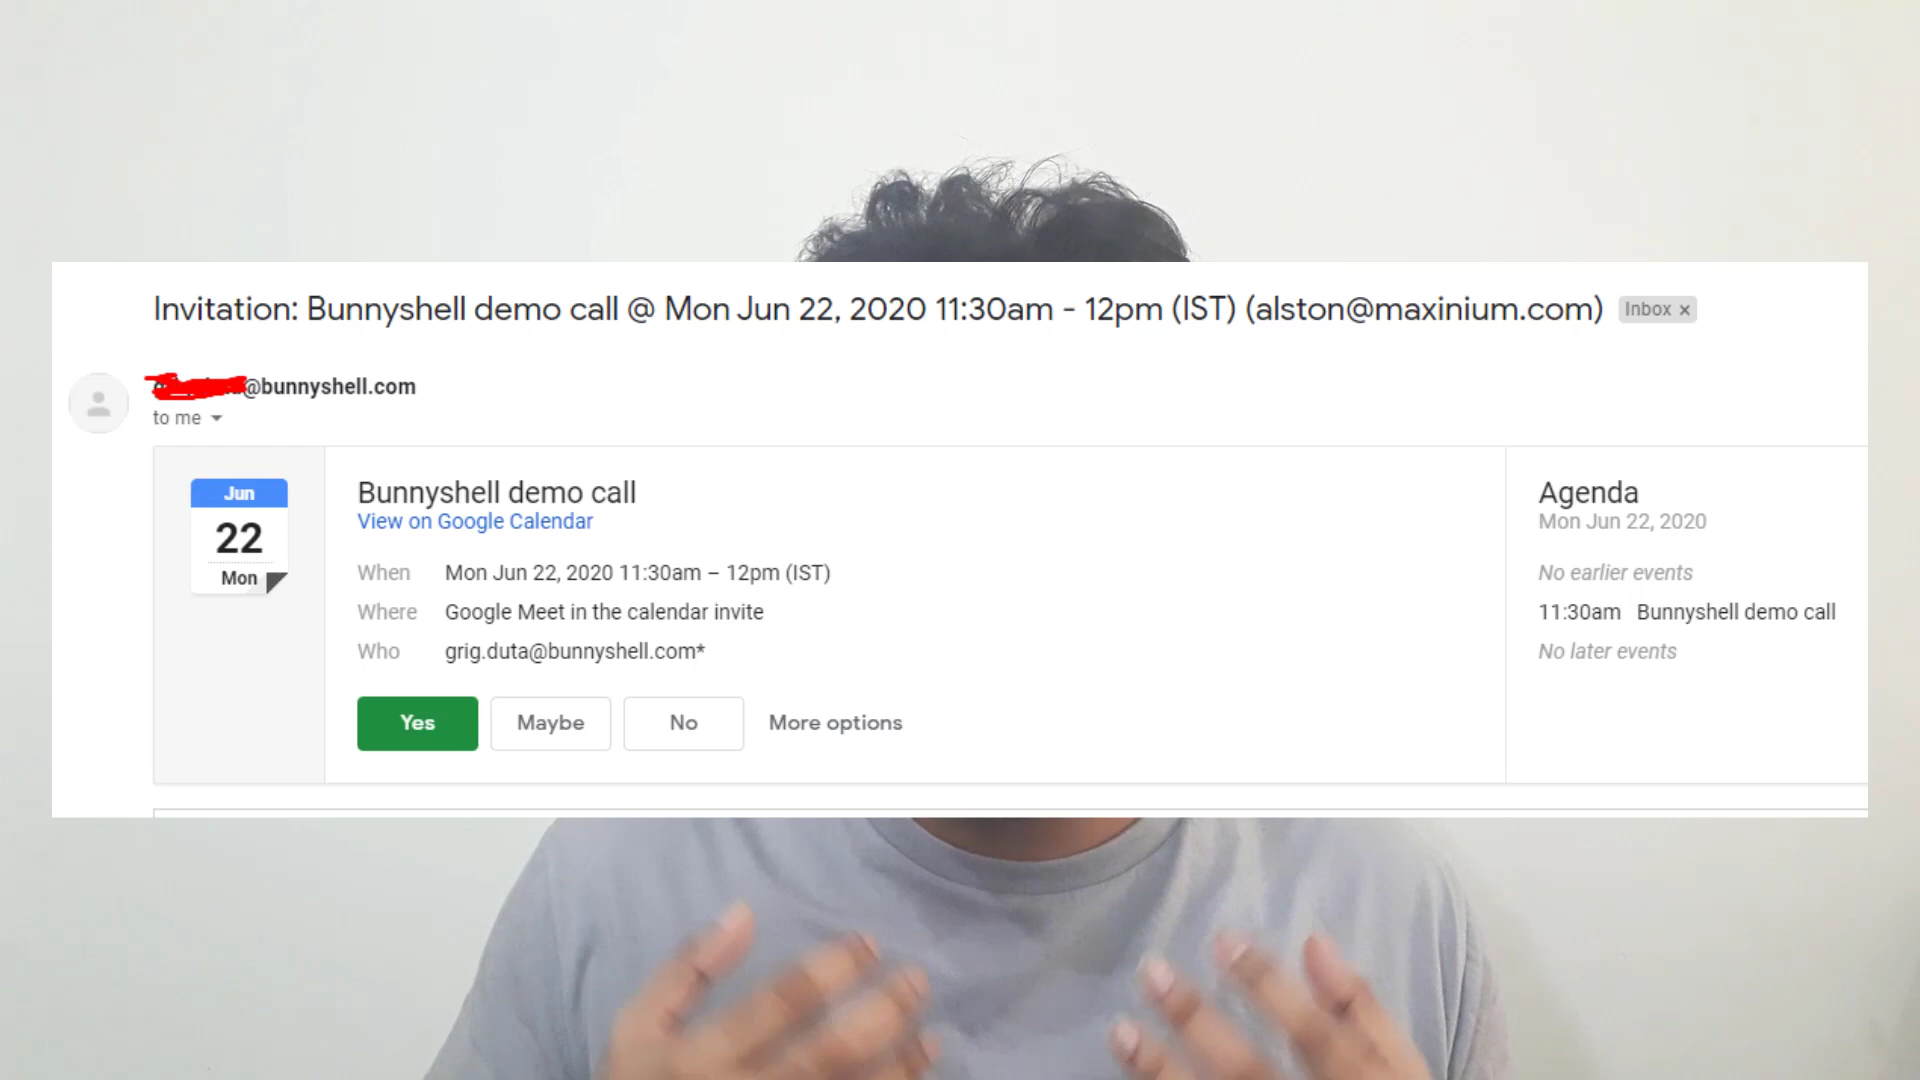 Invitation: Bunnyshell demo call @ Mon Jun 22, 2020 11:30am - 12pm (IST) (alston@maxinium.com) Inbox x
@bunnyshell.com
to me
Jun
22
Mon
Bunnyshell demo call
View on Google Calendar
When Mon Jun 22, 2020 11:30am – 12pm (IST)
Where Google Meet in the calendar invite
Who grig.duta@bunnyshell.com*
Yes Maybe No More options
Agenda
Mon Jun 22, 2020
No earlier events
11:30am Bunnyshell demo call
No later events